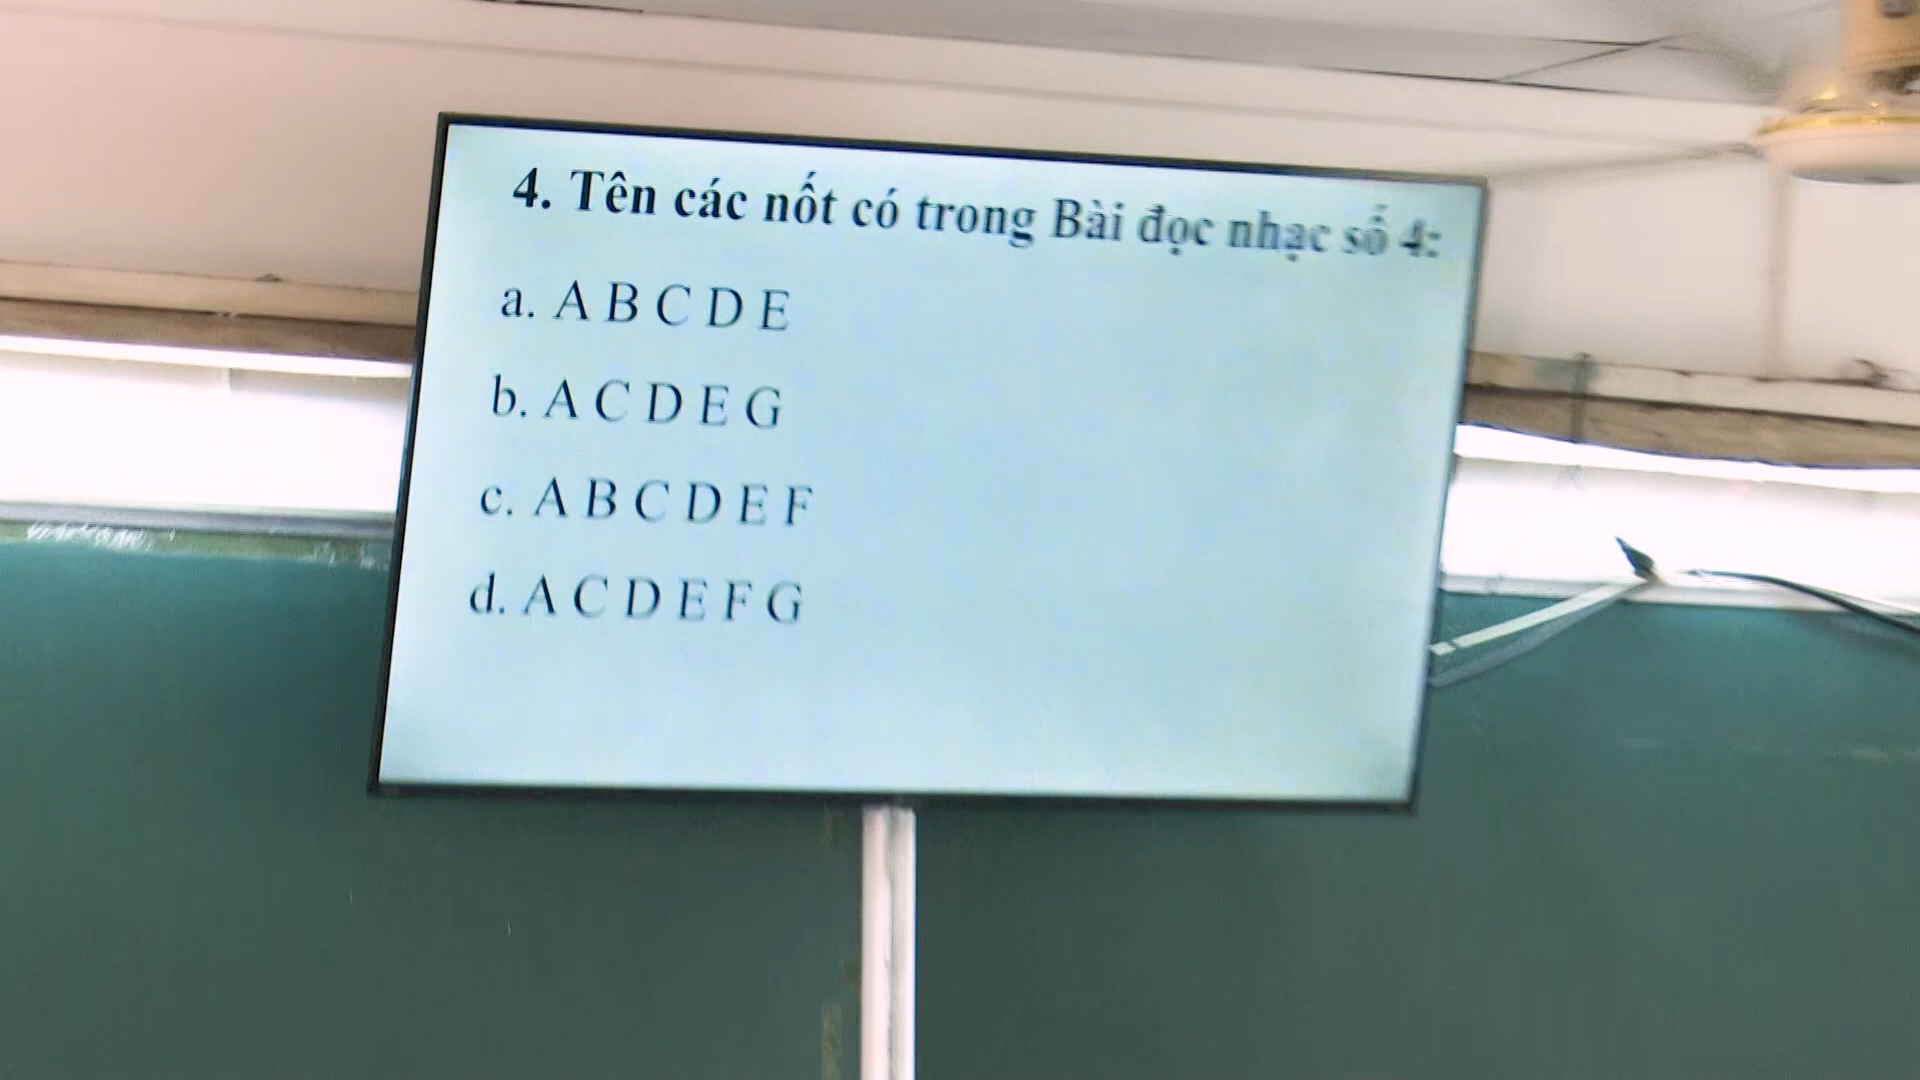 4. Tên các nốt có trong Bài đọc nhạc số 4:
a. A B C D E
b. A C D E G
c. A B C D E F
d. A C D E F G